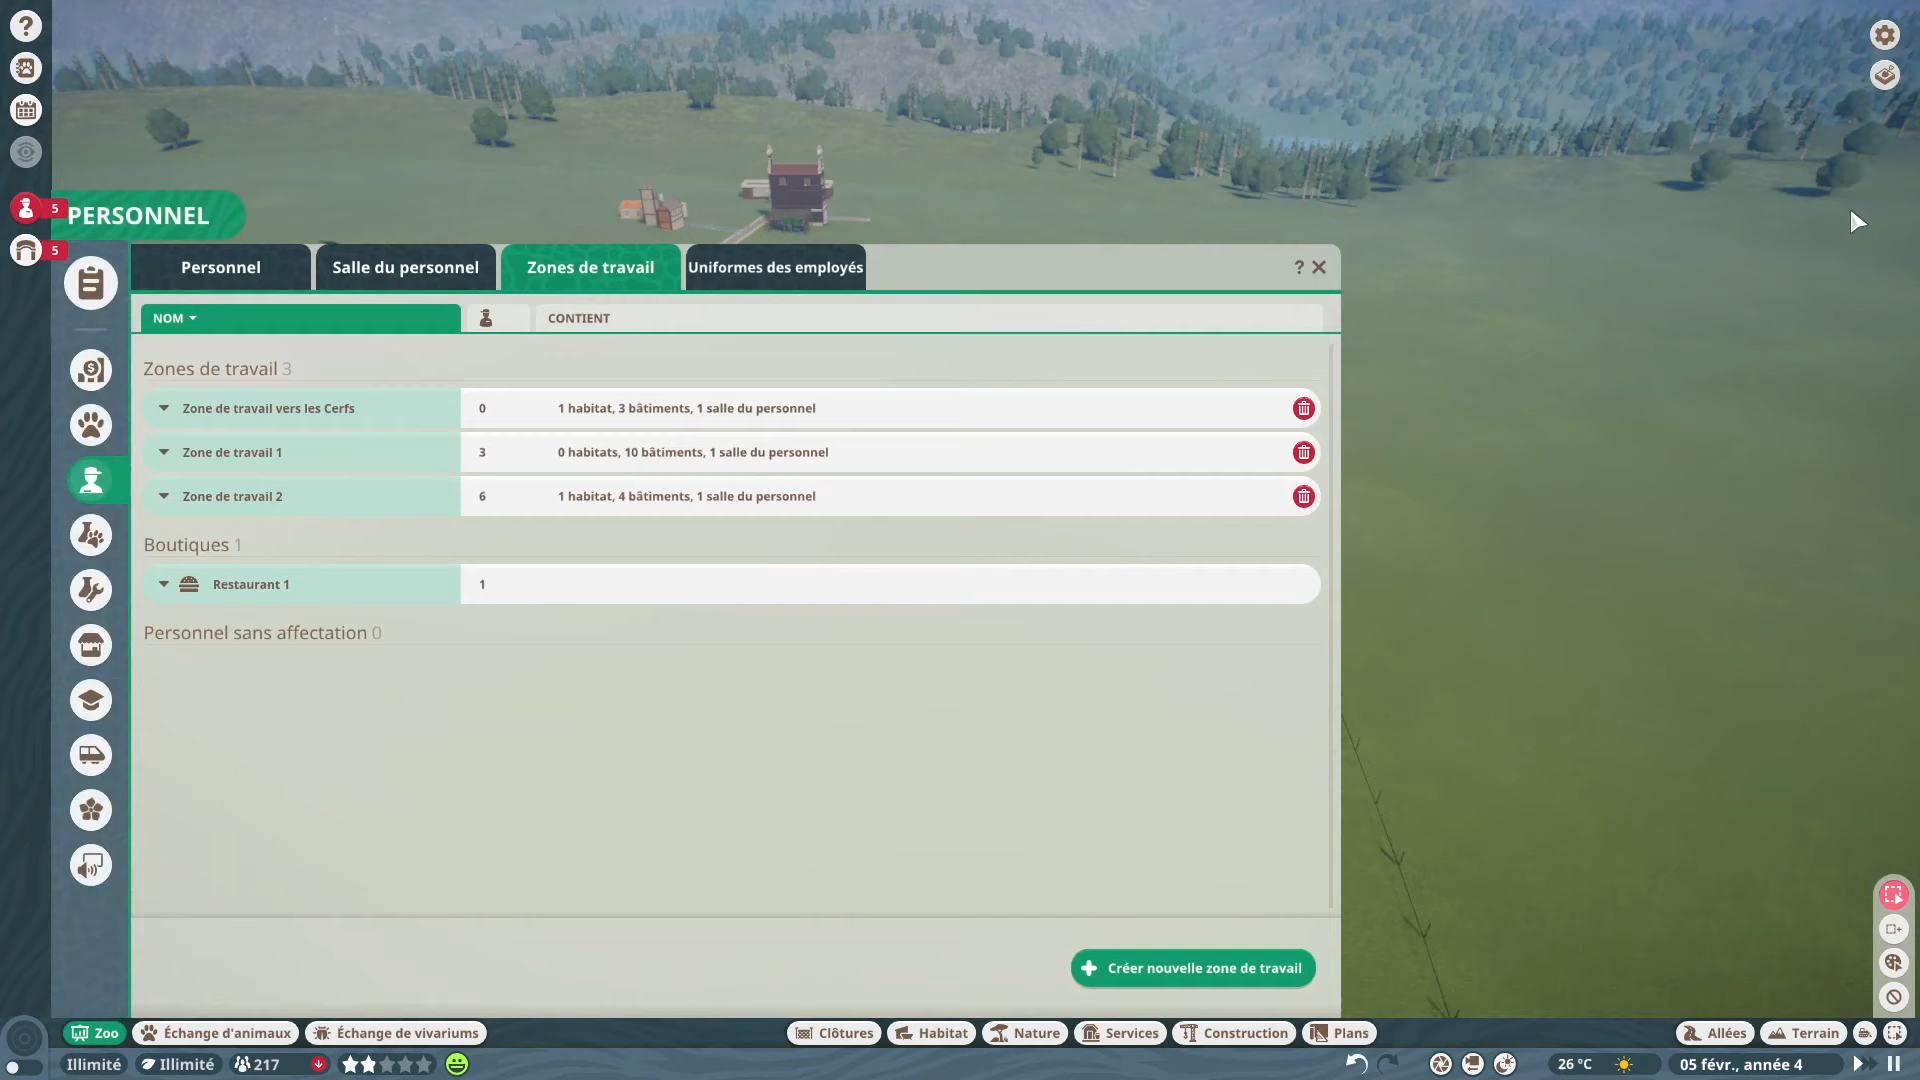 5
PERSONNEL
5
Personnel
Salle du personnel
Zones de travail
Uniformes des employés
?
NOM
CONTIENT
Zones de travail 3
Zone de travail vers les Cerfs 0 1 habitat, 3 bâtiments, 1 salle du personnel
Zone de travail 1 3 0 habitats, 10 bâtiments, 1 salle du personnel
Zone de travail 2 6 1 habitat, 4 bâtiments, 1 salle du personnel
Boutiques 1
Restaurant 1 1
Personnel sans affectation 0
Créer nouvelle zone de travail
Zoo Échange d'animaux Échange de vivariums Clôtures Habitat Nature Services Construction Plans Allées Terrain
Illimité Illimité 217 26 °C 05 févr., année 4